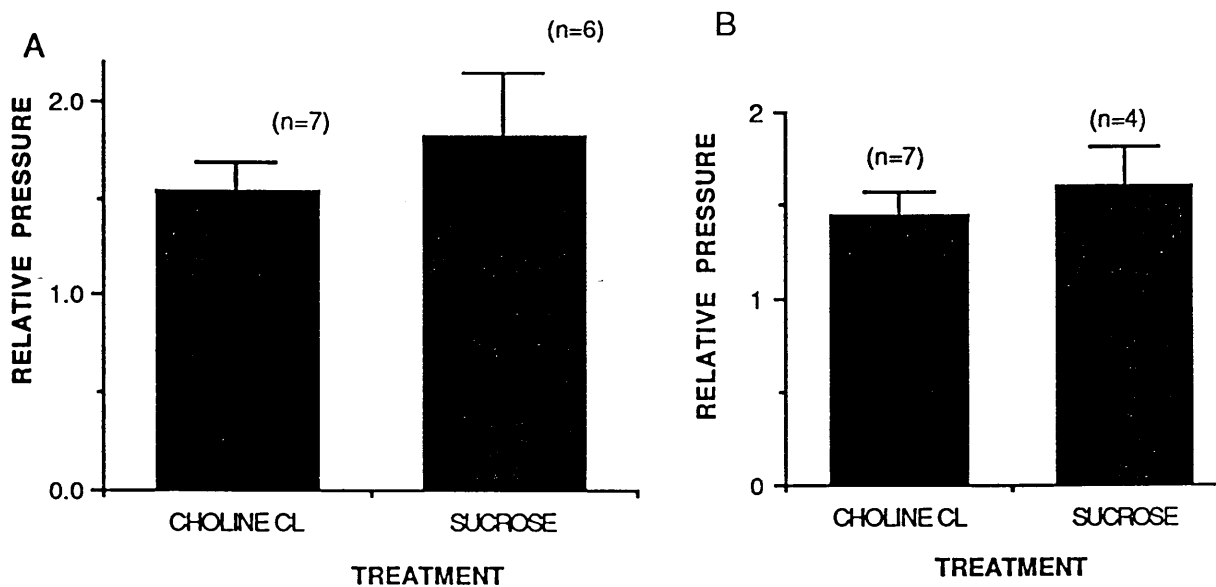 A
(n=6)
(n=7)
2.0
1.0
0.0
RELATIVE PRESSURE
CHOLINE CL
SUCROSE
TREATMENT
B
(n=4)
(n=7)
2
1
0
RELATIVE PRESSURE
CHOLINE CL
SUCROSE
TREATMENT